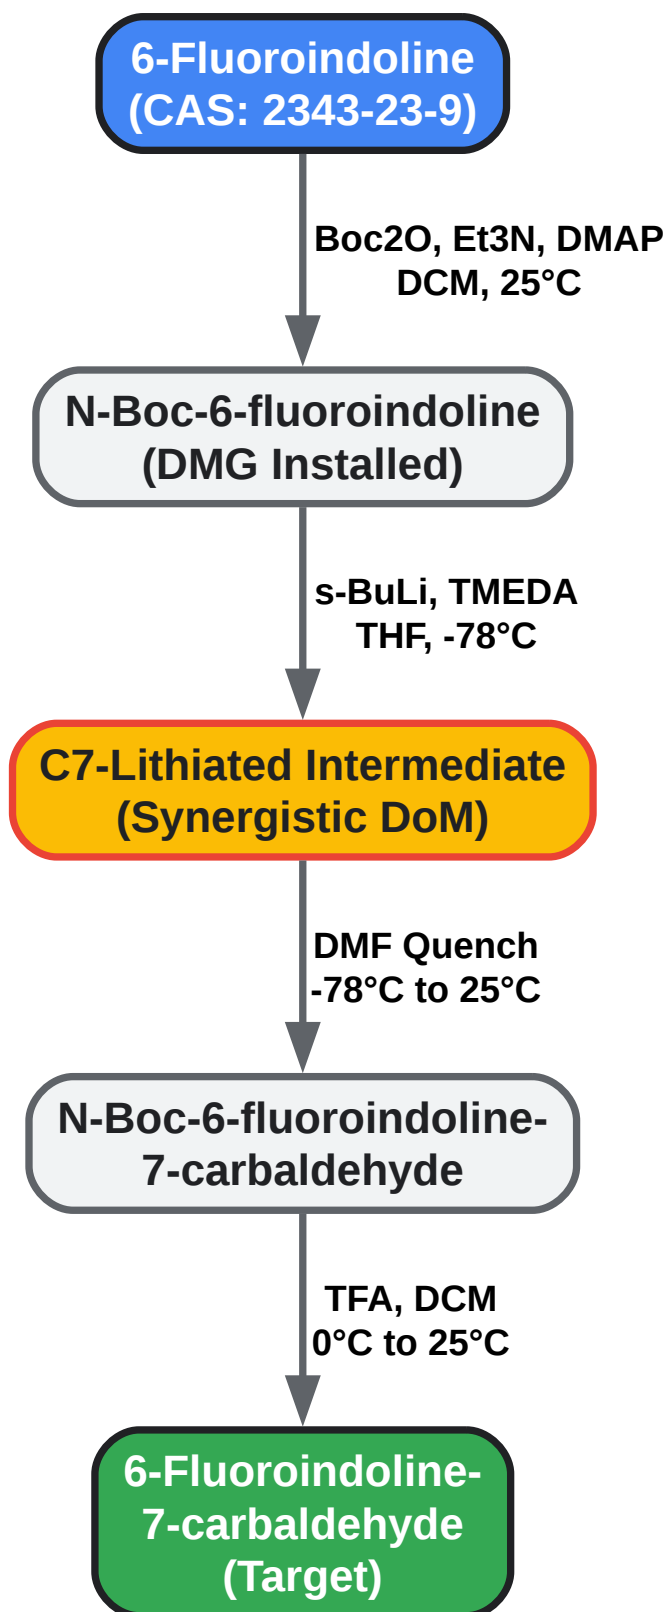 6-Fluoroindoline
(CAS: 2343-23-9)
Boc2O, Et3N, DMAP
DCM, 25°C
N-Boc-6-fluoroindoline
(DMG Installed)
s-BuLi, TMEDA
THF, -78°C
C7-Lithiated Intermediate
(Synergistic DoM)
DMF Quench
-78°C to 25°C
N-Boc-6-fluoroindoline-
7-carbaldehyde
TFA, DCM
0°C to 25°C
6-Fluoroindoline-
7-carbaldehyde
(Target)